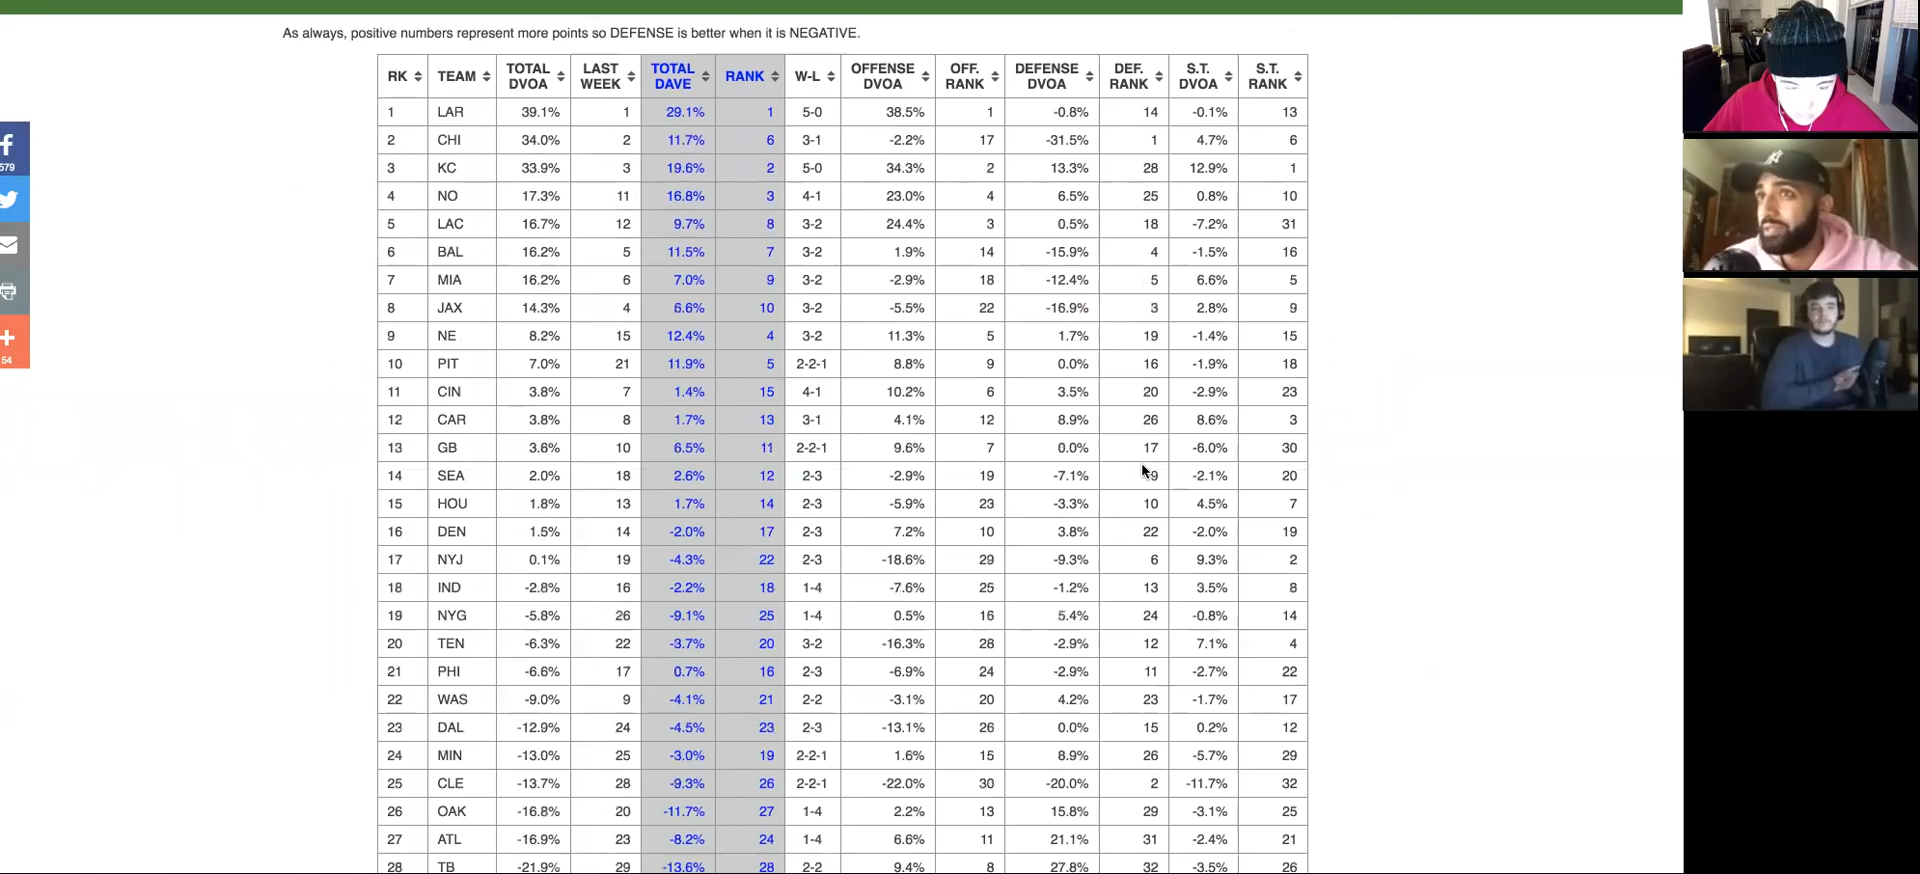 As always, positive numbers represent more points so DEFENSE is better when it is NEGATIVE.
RK TEAM TOTAL DVOA LAST WEEK TOTAL DAVE RANK W-L OFFENSE DVOA OFF. RANK DEFENSE DVOA DEF. RANK S.T. DVOA S.T. RANK
1 LAR 39.1% 1 29.1% 1 5-0 38.5% 1 -0.8% 14 -0.1% 13
2 CHI 34.0% 2 11.7% 6 3-1 -2.2% 17 -31.5% 1 4.7% 6
3 KC 33.9% 3 19.6% 2 5-0 34.3% 2 13.3% 28 12.9% 1
4 NO 17.3% 11 16.8% 3 4-1 23.0% 4 6.5% 25 0.8% 10
5 LAC 16.7% 12 9.7% 8 3-2 24.4% 3 0.5% 18 -7.2% 31
6 BAL 16.2% 5 11.5% 7 3-2 1.9% 14 -15.9% 4 -1.5% 16
7 MIA 16.2% 6 7.0% 9 3-2 -2.9% 18 -12.4% 5 6.6% 5
8 JAX 14.3% 4 6.6% 10 3-2 -5.5% 22 -16.9% 3 2.8% 9
9 NE 8.2% 15 12.4% 4 3-2 11.3% 5 1.7% 19 -1.4% 15
10 PIT 7.0% 21 11.9% 5 2-2-1 8.8% 9 0.0% 16 -1.9% 18
11 CIN 3.8% 7 1.4% 15 4-1 10.2% 6 3.5% 20 -2.9% 23
12 CAR 3.8% 8 1.7% 13 3-1 4.1% 12 8.9% 26 8.6% 3
13 GB 3.6% 10 6.5% 11 2-2-1 9.6% 7 0.0% 17 -6.0% 30
14 SEA 2.0% 18 2.6% 12 2-3 -2.9% 19 -7.1% 9 -2.1% 20
15 HOU 1.8% 13 1.7% 14 2-3 -5.9% 23 -3.3% 10 4.5% 7
16 DEN 1.5% 14 -2.0% 17 2-3 7.2% 10 3.8% 22 -2.0% 19
17 NYJ 0.1% 19 -4.3% 22 2-3 -18.6% 29 -9.3% 6 9.3% 2
18 IND -2.8% 16 -2.2% 18 1-4 -7.6% 25 -1.2% 13 3.5% 8
19 NYG -5.8% 26 -9.1% 25 1-4 0.5% 16 5.4% 24 -0.8% 14
20 TEN -6.3% 22 -3.7% 20 3-2 -16.3% 28 -2.9% 12 7.1% 4
21 PHI -6.6% 17 0.7% 16 2-3 -6.9% 24 -2.9% 11 -2.7% 22
22 WAS -9.0% 9 -4.1% 21 2-2 -3.1% 20 4.2% 23 -1.7% 17
23 DAL -12.9% 24 -4.5% 23 2-3 -13.1% 26 0.0% 15 0.2% 12
24 MIN -13.0% 25 -3.0% 19 2-2-1 1.6% 15 8.9% 26 -5.7% 29
25 CLE -13.7% 28 -9.3% 26 2-2-1 -22.0% 30 -20.0% 2 -11.7% 32
26 OAK -16.8% 20 -11.7% 27 1-4 2.2% 13 15.8% 29 -3.1% 25
27 ATL -16.9% 23 -8.2% 24 1-4 6.6% 11 21.1% 31 -2.4% 21
28 TB -21.9% 29 -13.6% 28 2-2 9.4% 8 27.8% 32 -3.5% 26
579
54